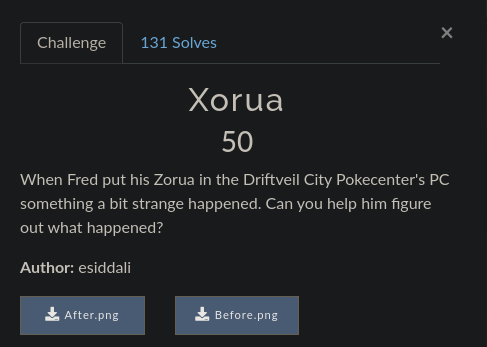 Challenge 131 Solves ×
Xorua
50
When Fred put his Zorua in the Driftveil City Pokecenter's PC
something a bit strange happened. Can you help him figure
out what happened?
Author: esiddali
After.png Before.png